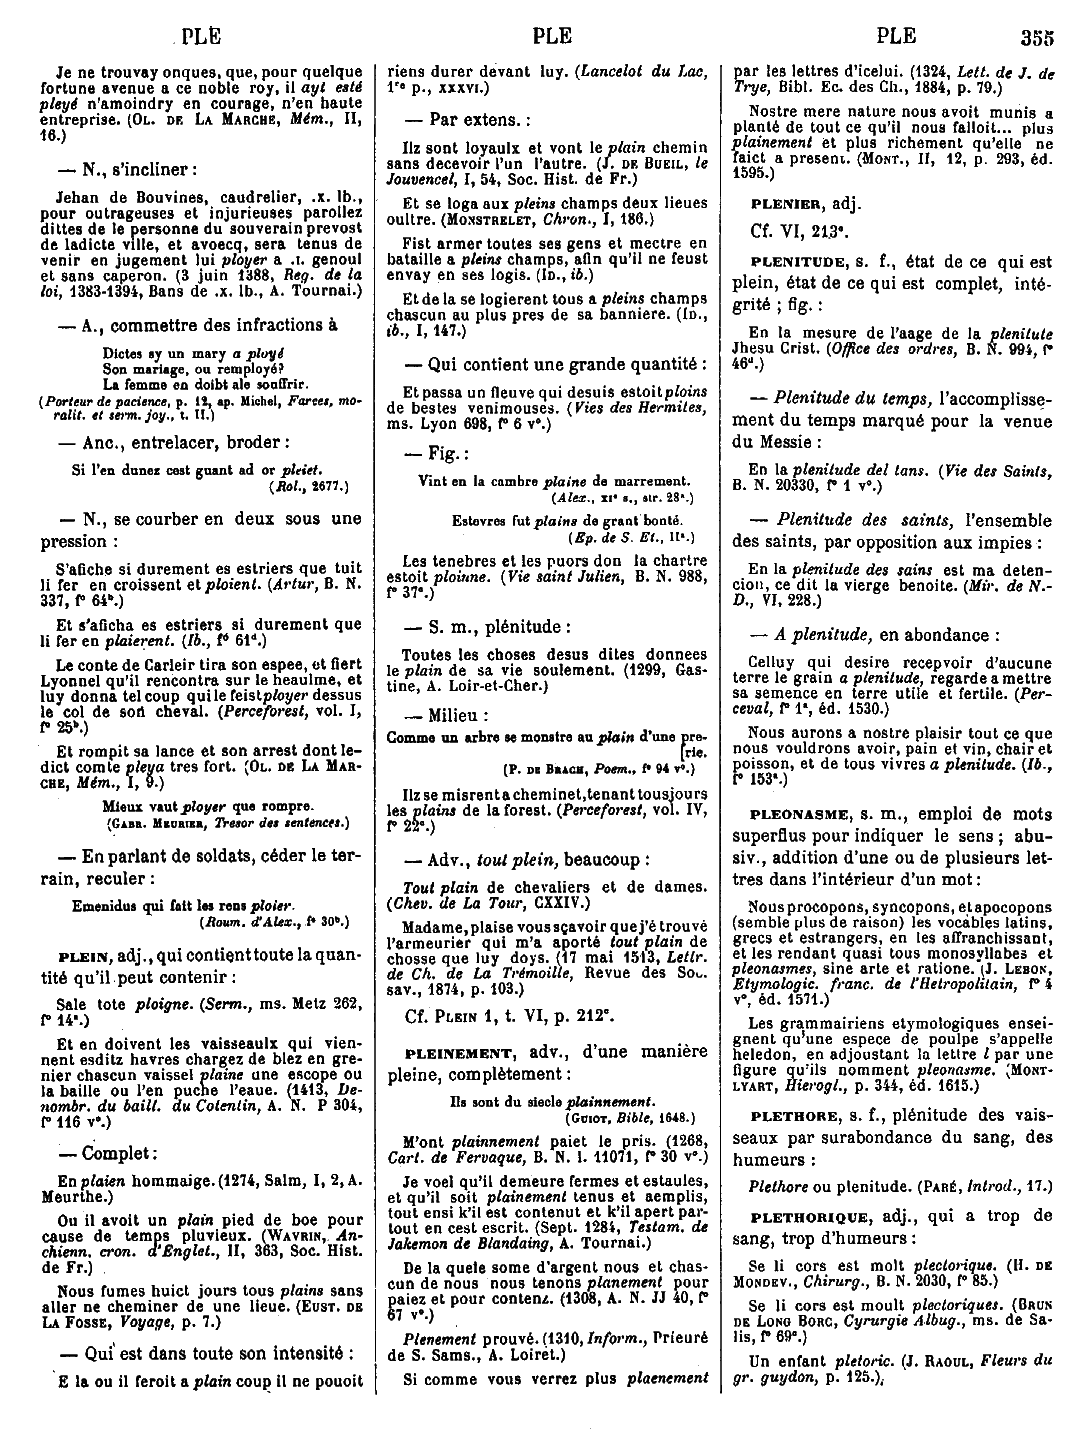 PLE
PLE
PLE
355
Je ne trouvay onques, que, pour quelque
fortune avenue a ce noble roy, il ayt esté
pleyé n'amoindry en courage, n'en haute
entreprise. (OL. DE LA MARCHE, Mém., II,
16.)
— N., s'incliner :
Jehan de Bouvines, caudrelier, .x. lb.,
pour outrageuses et injurieuses parollez
dittes de le personne du souverain prevost
de ladicte ville, et avoecq, sera tenus de
venir en jugement lui ployer a .I. genoul
et sans caperon. (3 juin 1388, Reg. de la
loi, 1383-1394, Bans de .x. lb., A. Tournai.)
— A., commettre des infractions à
Dictes sy un mary a ployé
Son mariage, ou remployé?
La femme en doibt ale souffrir.
(Porteur de pacience, p. 12, ap. Michel, Farces, mo-
ralit. et serm. joy., t. II.)
— Anc., entrelacer, broder :
Si l'en dunez cest guant ad or pleiet.
(Rol., 2677.)
— N., se courber en deux sous une
pression :
S'afiche si durement es estriers que tuit
li fer en croissent et ploient. (Artur, B. N.
337, f° 64ᵇ.)
Et s'aficha es estriers si durement que
li fer en plaierent. (Ib., f° 61ᵈ.)
Le conte de Carleir tira son espee, et fiert
Lyonnel qu'il rencontra sur le heaulme, et
luy donna tel coup qui le feist ployer dessus
le col de son cheval. (Perceforest, vol. I,
f° 25ᵇ.)
Et rompit sa lance et son arrest dont le-
dict comte pleya tres fort. (OL. DE LA MAR-
CHE, Mém., I, 9.)
Mieux vaut ployer que rompre.
(GABR. MEURIER, Tresor des sentences.)
— En parlant de soldats, céder le ter-
rain, reculer :
Emenidus qui fait les rens ploier.
(Roum. d'Alex., f° 30ᵇ.)
PLEIN, adj., qui contient toute la quan-
tité qu'il peut contenir :
Sale tote ploigne. (Serm., ms. Metz 262,
f° 14ᵃ.)
Et en doivent les vaisseaulx qui vien-
nent esditz havres chargez de blez en gre-
nier chascun vaissel plaine une escope ou
la baille ou l'en puche l'eaue. (1413, De-
nombr. du baill. du Cotentin, A. N. P 304,
f° 116 v°.)
— Complet :
En plaien hommaige. (1274, Salm, I, 2, A.
Meurthe.)
Ou il avoit un plain pied de boe pour
cause de temps pluvieux. (WAVRIN, An-
chienn. cron. d'Englet., II, 363, Soc. Hist.
de Fr.)
Nous fumes huict jours tous plains sans
aller ne cheminer de une lieue. (EUST. DE
LA FOSSE, Voyage, p. 7.)
— Qui est dans toute son intensité :
E la ou il feroit a plain coup il ne pouoit
riens durer devant luy. (Lancelot du Lac,
1ʳᵉ p., XXXVI.)
— Par extens. :
Ilz sont loyaulx et vont le plain chemin
sans decevoir l'un l'autre. (J. DE BUEIL, le
Jouvencel, I, 54, Soc. Hist. de Fr.)
Et se loga aux pleins champs deux lieues
oultre. (MONSTRELET, Chron., I, 186.)
Fist armer toutes ses gens et mectre en
bataille a pleins champs, afin qu'il ne feust
envay en ses logis. (ID., ib.)
Et de la se logierent tous a pleins champs
chascun au plus pres de sa banniere. (ID.,
ib., I, 147.)
— Qui contient une grande quantité :
Et passa un fleuve qui desuis estoit ploins
de bestes venimouses. (Vies des Hermites,
ms. Lyon 698, f° 6 v°.)
— Fig. :
Vint en la cambre plaine de marrement.
(Alex., XIᵉ s., str. 28ᵃ.)
Estevres fut plains de grant bonté.
(Ep. de S. Et., IIᵃ.)
Les tenebres et les puors don la chartre
estoit ploinne. (Vie saint Julien, B. N. 988,
f° 37ᶜ.)
— S. m., plénitude :
Toutes les choses desus dites donnees
le plain de sa vie soulement. (1299, Gas-
tine, A. Loir-et-Cher.)
— Milieu :
Comme un arbre se monstre au plain d'une pre-
[rie.
(P. DE BRACH, Poem., f° 94 v°.)
Ilz se misrent a cheminet, tenant tousjours
les plains de la forest. (Perceforest, vol. IV,
f° 22ᶜ.)
— Adv., tout plein, beaucoup :
Tout plain de chevaliers et de dames.
(Chev. de La Tour, CXXIV.)
Madame, plaise vous sçavoir que j'é trouvé
l'armeurier qui m'a aporté tout plain de
chosse que luy doys. (17 mai 1513, Lettr.
de Ch. de La Trémoille, Revue des Soc.
sav., 1874, p. 103.)
Cf. PLEIN 1, t. VI, p. 212ᶜ.
PLEINEMENT, adv., d'une manière
pleine, complètement :
Ils sont du siecle plainnement.
(GUIOT, Bible, 1648.)
M'ont plainnement paiet le pris. (1268,
Cart. de Fervaque, B. N. l. 11071, f° 30 v°.)
Je voel qu'il demeure fermes et estaules,
et qu'il soit plainement tenus et aemplis,
tout ensi k'il est contenut et k'il apert par-
tout en cest escrit. (Sept. 1284, Testam. de
Jakemon de Blandaing, A. Tournai.)
De la quele some d'argent nous et chas-
cun de nous nous tenons planement pour
paiez et pour contenz. (1308, A. N. JJ 40, f°
67 v°.)
Plenement prouvé. (1310, Inform., Prieuré
de S. Sams., A. Loiret.)
Si comme vous verrez plus plaenement
par les lettres d'icelui. (1324, Lett. de J. de
Trye, Bibl. Ec. des Ch., 1884, p. 79.)
Nostre mere nature nous avoit munis a
planté de tout ce qu'il nous falloit... plus
plainement et plus richement qu'elle ne
faict a present. (MONT., II, 12, p. 293, éd.
1595.)
PLENIER, adj.
Cf. VI, 213ᵃ.
PLENITUDE, s. f., état de ce qui est
plein, état de ce qui est complet, inté-
grité ; fig. :
En la mesure de l'aage de la plenitute
Jhesu Crist. (Office des ordres, B. N. 994, f°
46ᵈ.)
— Plenitude du temps, l'accomplisse-
ment du temps marqué pour la venue
du Messie :
En la plenitude del tans. (Vie des Saints,
B. N. 20330, f° 1 v°.)
— Plenitude des saints, l'ensemble
des saints, par opposition aux impies :
En la plenitude des sains est ma deten-
cion, ce dit la vierge benoite. (Mir. de N.-
D., VI, 228.)
— A plenitude, en abondance :
Celluy qui desire recepvoir d'aucune
terre le grain a plenitude, regarde a mettre
sa semence en terre utile et fertile. (Per-
ceval, f° 1ᵃ, éd. 1530.)
Nous aurons a nostre plaisir tout ce que
nous vouldrons avoir, pain et vin, chair et
poisson, et de tous vivres a plenitude. (Ib.,
f° 153ᵃ.)
PLEONASME, s. m., emploi de mots
superflus pour indiquer le sens ; abu-
siv., addition d'une ou de plusieurs let-
tres dans l'intérieur d'un mot :
Nous procopons, syncopons, et apocopons
(semble plus de raison) les vocables latins,
grecs et estrangers, en les affranchissant,
et les rendant quasi tous monosyllabes et
pleonasmes, sine arte et ratione. (J. LEBON,
Etymologic. franc. de l'Hetropolitain, f° 4
v°, éd. 1571.)
Les grammairiens etymologiques ensei-
gnent qu'une espece de poulpe s'appelle
heledon, en adjoustant la lettre l par une
figure qu'ils nomment pleonasme. (MONT-
LYART, Hierogl., p. 344, éd. 1615.)
PLETHORE, s. f., plénitude des vais-
seaux par surabondance du sang, des
humeurs :
Plethore ou plenitude. (PARÉ, Introd., 17.)
PLETHORIQUE, adj., qui a trop de
sang, trop d'humeurs :
Se li cors est molt plectorique. (H. DE
MONDEV., Chirurg., B. N. 2030, f° 85.)
Se li cors est moult plectoriques. (BRUN
DE LONG BORC, Cyrurgie Albug., ms. de Sa-
lis, f° 69ᵃ.)
Un enfant pletoric. (J. RAOUL, Fleurs du
gr. guydon, p. 125.)